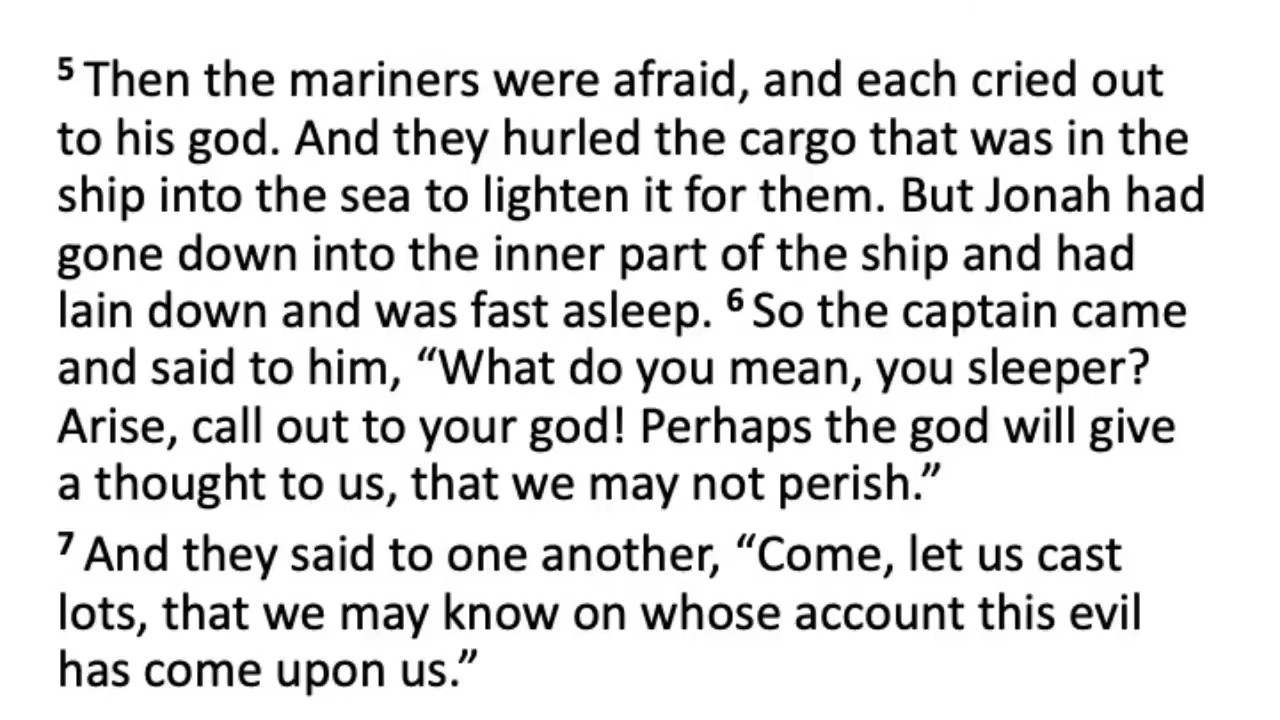 5 Then the mariners were afraid, and each cried out
to his god. And they hurled the cargo that was in the
ship into the sea to lighten it for them. But Jonah had
gone down into the inner part of the ship and had
lain down and was fast asleep. 6 So the captain came
and said to him, “What do you mean, you sleeper?
Arise, call out to your god! Perhaps the god will give
a thought to us, that we may not perish.”
7 And they said to one another, “Come, let us cast
lots, that we may know on whose account this evil
has come upon us.”